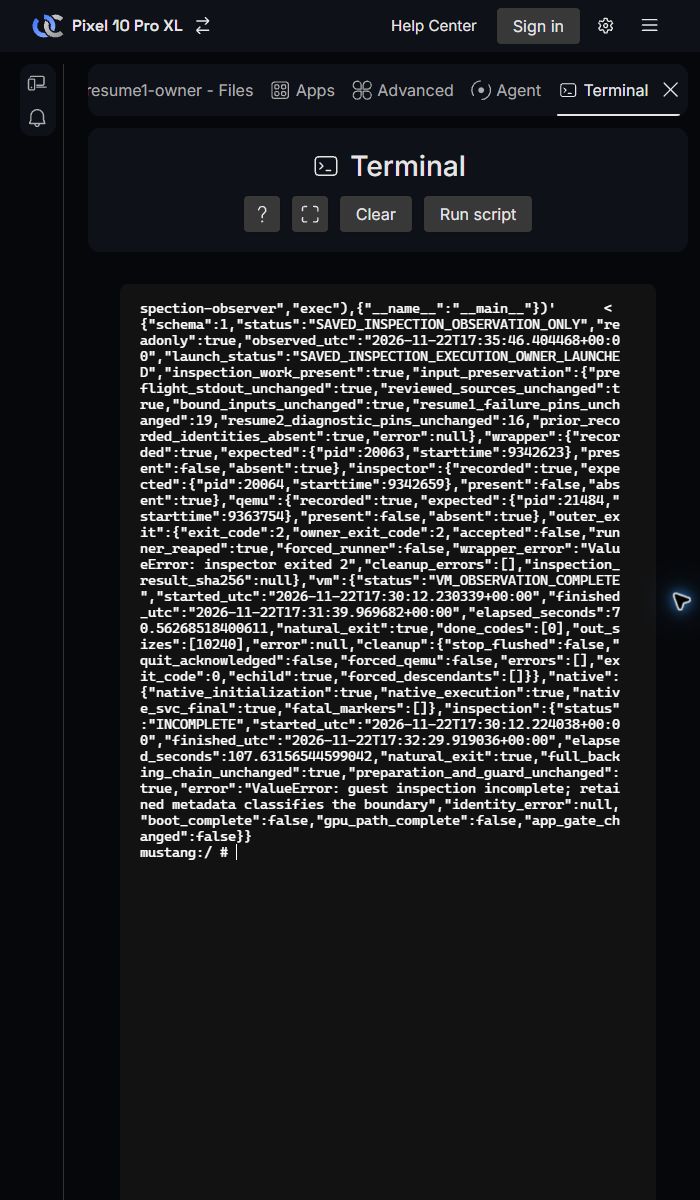 Pixel 10 Pro XL
Help Center
Sign in
resume1-owner - Files
Apps
Advanced
Agent
Terminal
Terminal
?
Clear
Run script
spection-observer","exec"),{"__name__":"__main__"})' <
{"schema":1,"status":"SAVED_INSPECTION_OBSERVATION_ONLY","re
adonly":true,"observed_utc":"2026-11-22T17:35:46.404468+00:0
0","launch_status":"SAVED_INSPECTION_EXECUTION_OWNER_LAUNCHE
D","inspection_work_present":true,"input_preservation":{"pre
flight_stdout_unchanged":true,"reviewed_sources_unchanged":t
rue,"bound_inputs_unchanged":true,"resume1_failure_pins_unch
anged":19,"resume2_diagnostic_pins_unchanged":16,"prior_reco
rded_identities_absent":true,"error":null},"wrapper":{"recor
ded":true,"expected":{"pid":20063,"starttime":9342623},"pres
ent":false,"absent":true},"inspector":{"recorded":true,"expe
cted":{"pid":20064,"starttime":9342659},"present":false,"abs
ent":true},"qemu":{"recorded":true,"expected":{"pid":21484,"
starttime":9363754},"present":false,"absent":true},"outer_ex
it":{"exit_code":2,"owner_exit_code":2,"accepted":false,"run
ner_reaped":true,"forced_runner":false,"wrapper_error":"Valu
eError: inspector exited 2","cleanup_errors":[],"inspection_
result_sha256":null},"vm":{"status":"VM_OBSERVATION_COMPLETE
","started_utc":"2026-11-22T17:30:12.230339+00:00","finished
_utc":"2026-11-22T17:31:39.969682+00:00","elapsed_seconds":7
0.56268518400611,"natural_exit":true,"done_codes":[0],"out_s
izes":[10240],"error":null,"cleanup":{"stop_flushed":false,"
quit_acknowledged":false,"forced_qemu":false,"errors":[],"ex
it_code":0,"echild":true,"forced_descendants":[]}},"native":
{"native_initialization":true,"native_execution":true,"nativ
e_svc_final":true,"fatal_markers":[]},"inspection":{"status"
:"INCOMPLETE","started_utc":"2026-11-22T17:30:12.224038+00:0
0","finished_utc":"2026-11-22T17:32:29.919036+00:00","elapse
d_seconds":107.63156544599042,"natural_exit":true,"full_back
ing_chain_unchanged":true,"preparation_and_guard_unchanged":
true,"error":"ValueError: guest inspection incomplete; retai
ned metadata classifies the boundary","identity_error":null,
"boot_complete":false,"gpu_path_complete":false,"app_gate_ch
anged":false}}
mustang:/ #